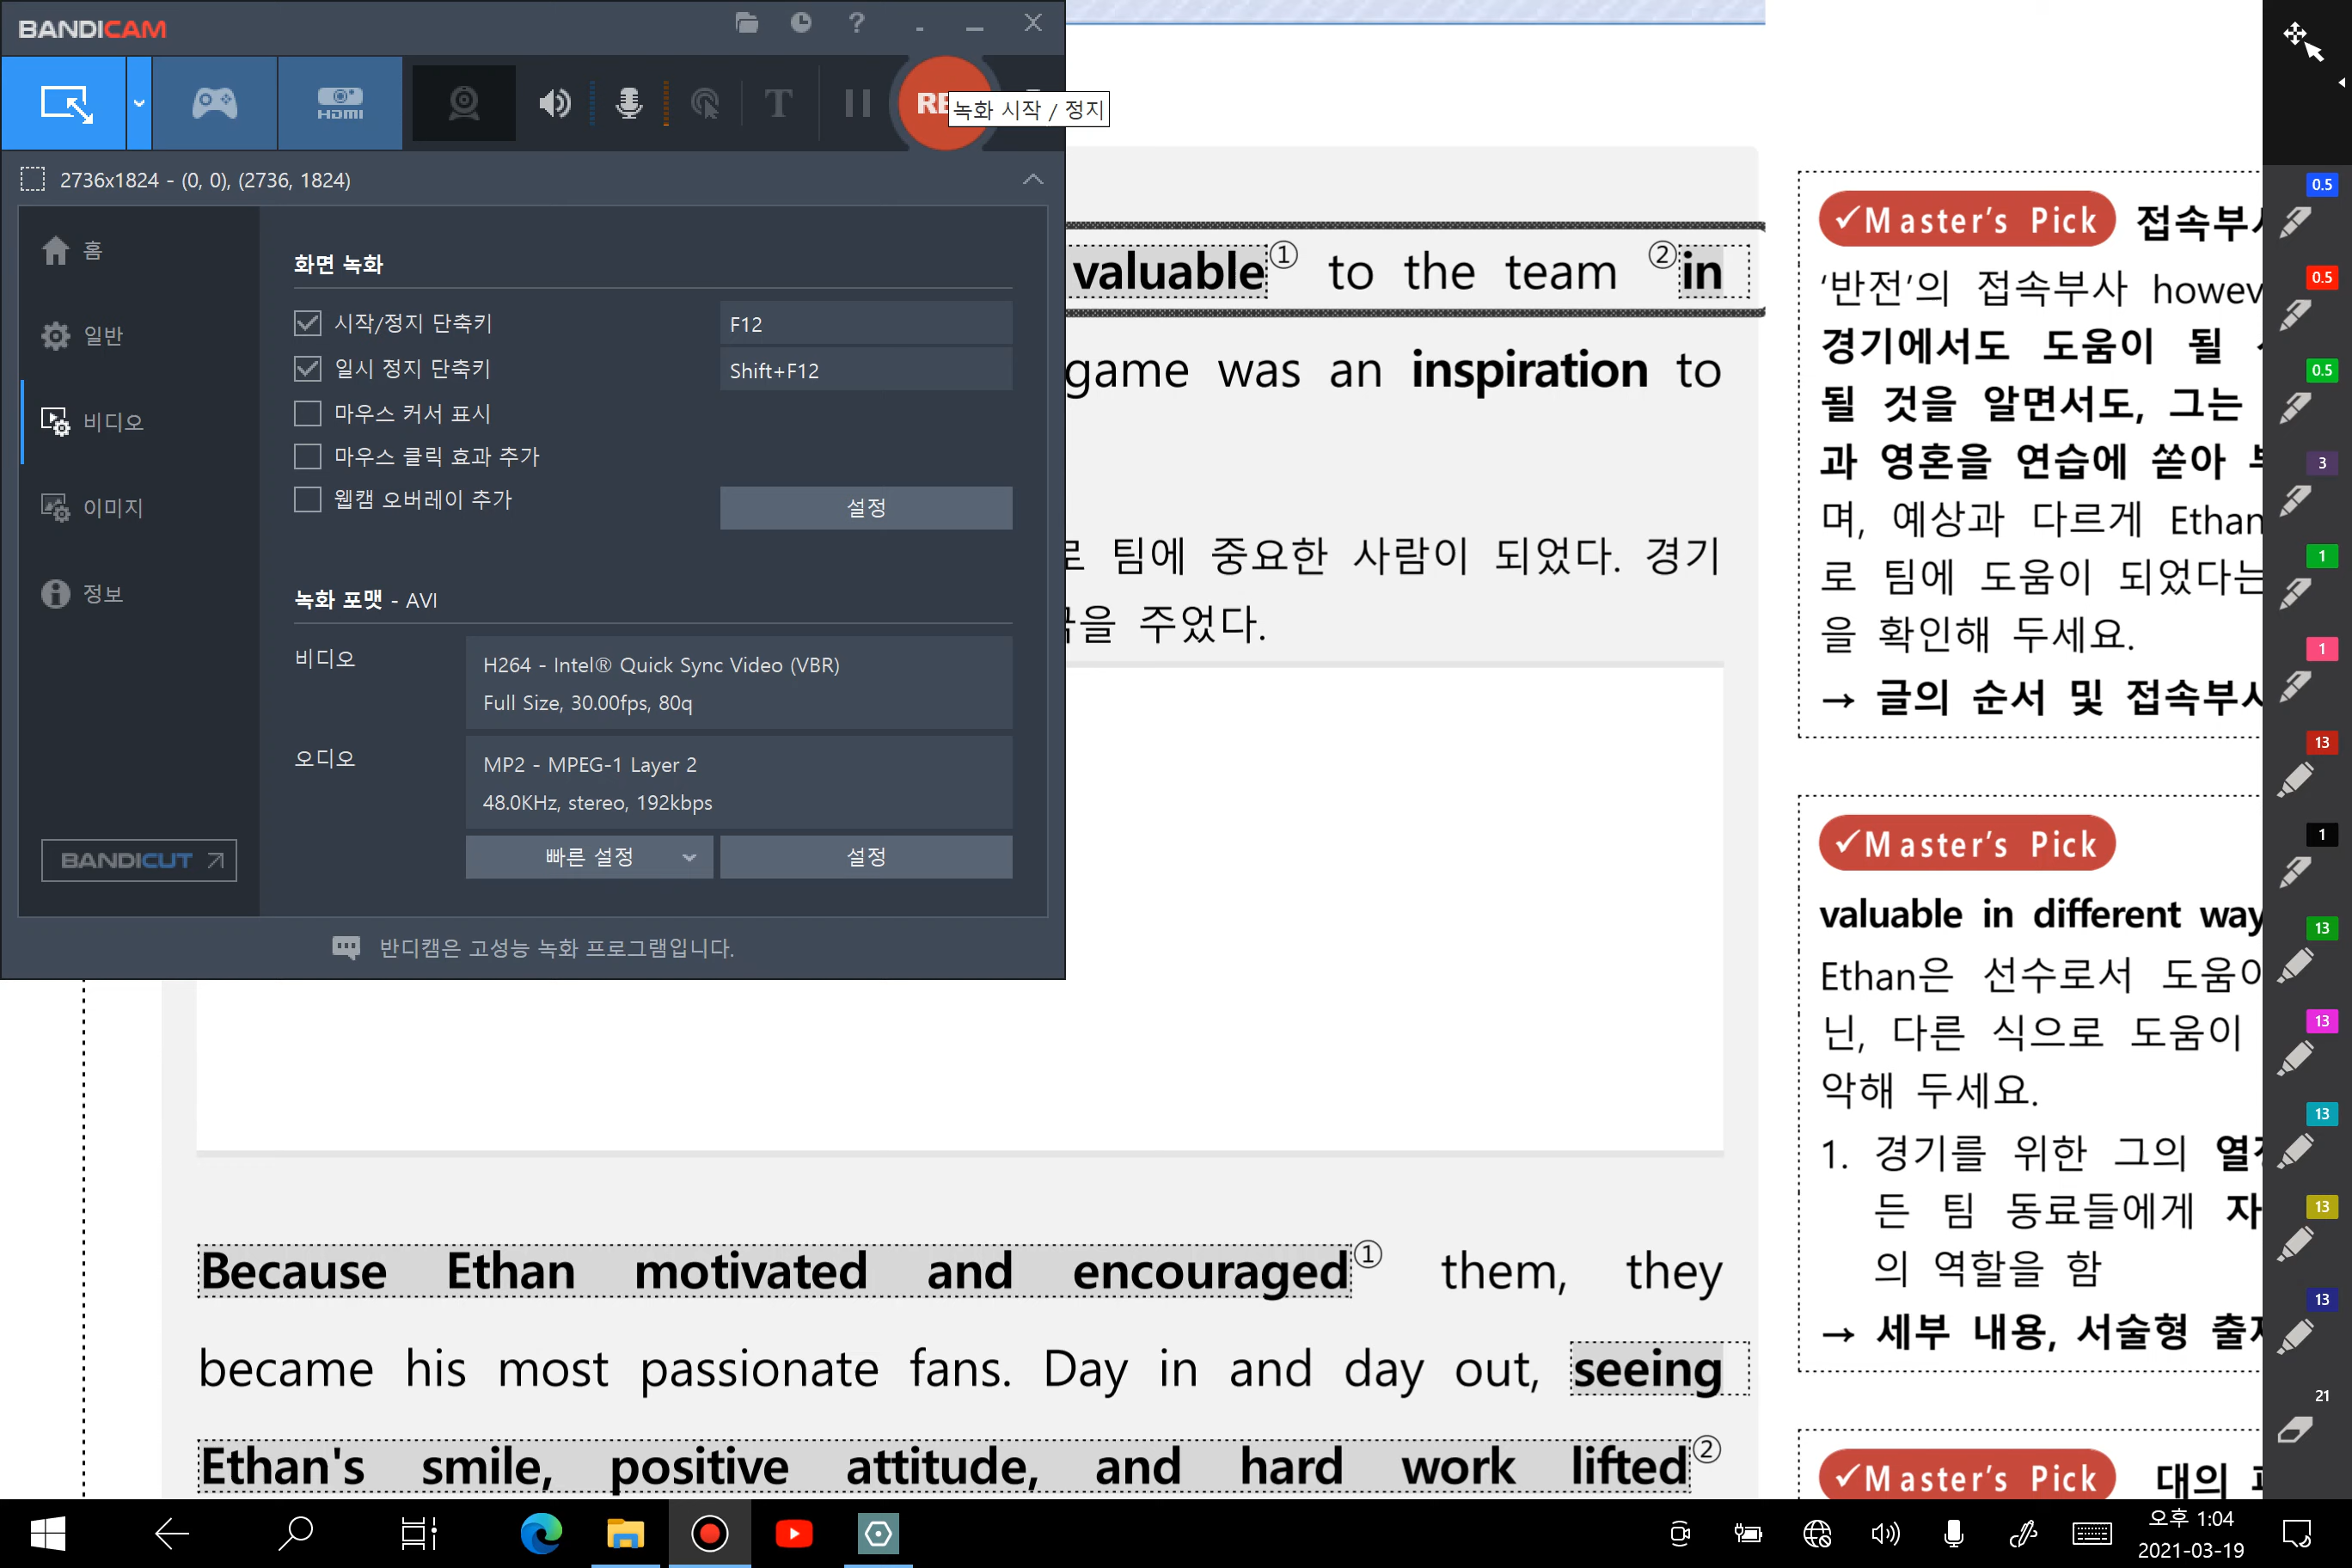 BANDICAM
HDMI
T
RE
녹화 시작 / 정지
2736x1824 - (0, 0), (2736, 1824)
홈
일반
비디오
이미지
정보
BANDICUT
화면 녹화
시작/정지 단축키 F12
일시 정지 단축키 Shift+F12
마우스 커서 표시
마우스 클릭 효과 추가
웹캠 오버레이 추가
설정
녹화 포맷 - AVI
비디오
H264 - Intel® Quick Sync Video (VBR)
Full Size, 30.00fps, 80q
오디오
MP2 - MPEG-1 Layer 2
48.0KHz, stereo, 192kbps
빠른 설정
설정
반디캠은 고성능 녹화 프로그램입니다.
valuable① to the team ②in
game was an inspiration to
팀에 중요한 사람이 되었다. 경기
을 주었다.
Because Ethan motivated and encouraged① them, they
became his most passionate fans. Day in and day out, seeing
Ethan's smile, positive attitude, and hard work lifted②
✓Master's Pick 접속부사
'반전'의 접속부사 howev
경기에서도 도움이 될
될 것을 알면서도, 그는
과 영혼을 연습에 쏟아
며, 예상과 다르게 Ethan
로 팀에 도움이 되었다는
을 확인해 두세요.
→ 글의 순서 및 접속부사
✓Master's Pick
valuable in different way
Ethan은 선수로서 도움이
닌, 다른 식으로 도움이
악해 두세요.
1. 경기를 위한 그의 열정
든 팀 동료들에게 자
의 역할을 함
→ 세부 내용, 서술형 출제
✓Master's Pick 대의
0.5
0.5
0.5
3
1
1
13
1
13
13
13
13
13
21
오후 1:04
2021-03-19